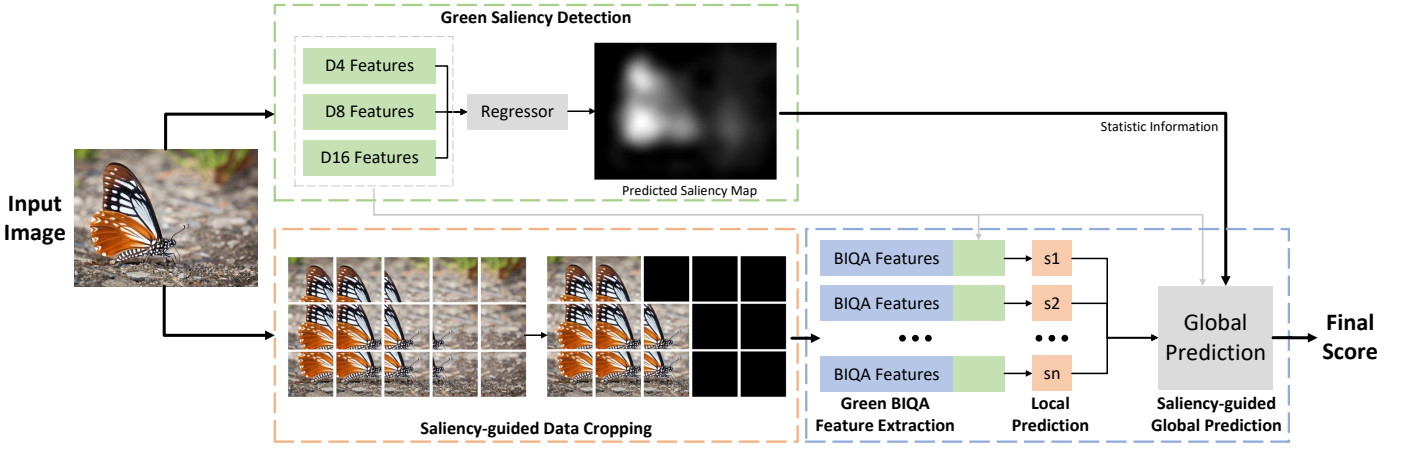 Green Saliency Detection
D4 Features
D8 Features
D16 Features
Regressor
Predicted Saliency Map
Statistic Information
Input
Image
Saliency-guided Data Cropping
BIQA Features
s1
BIQA Features
s2
•••
•••
BIQA Features
sn
Green BIQA
Feature Extraction
Local
Prediction
Global
Prediction
Saliency-guided
Global Prediction
Final
Score